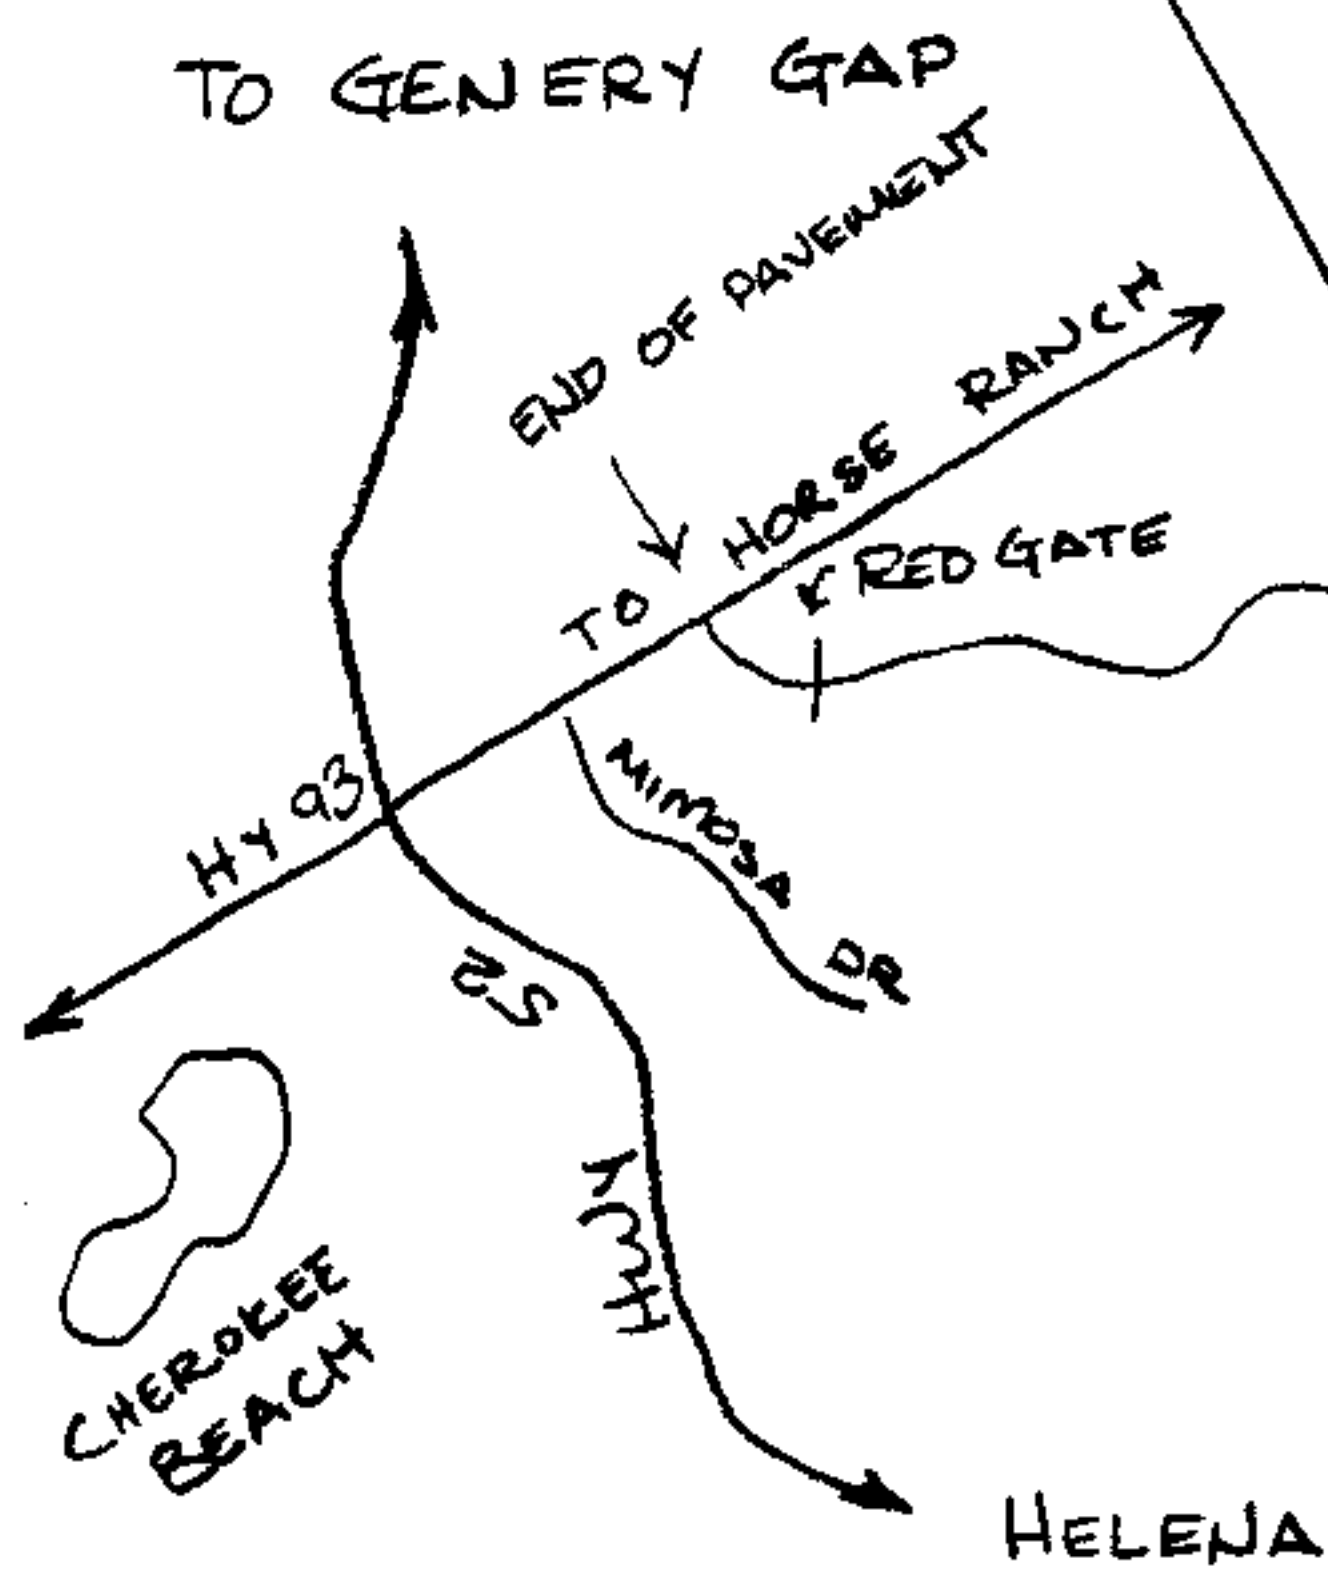 TO GENERY GAP
END OF PAVEMENT
TO HORSE RANCH
RED GATE
HY 93
MIMOSA DR
HWY 52
CHEROKEE
BEACH
HELENA